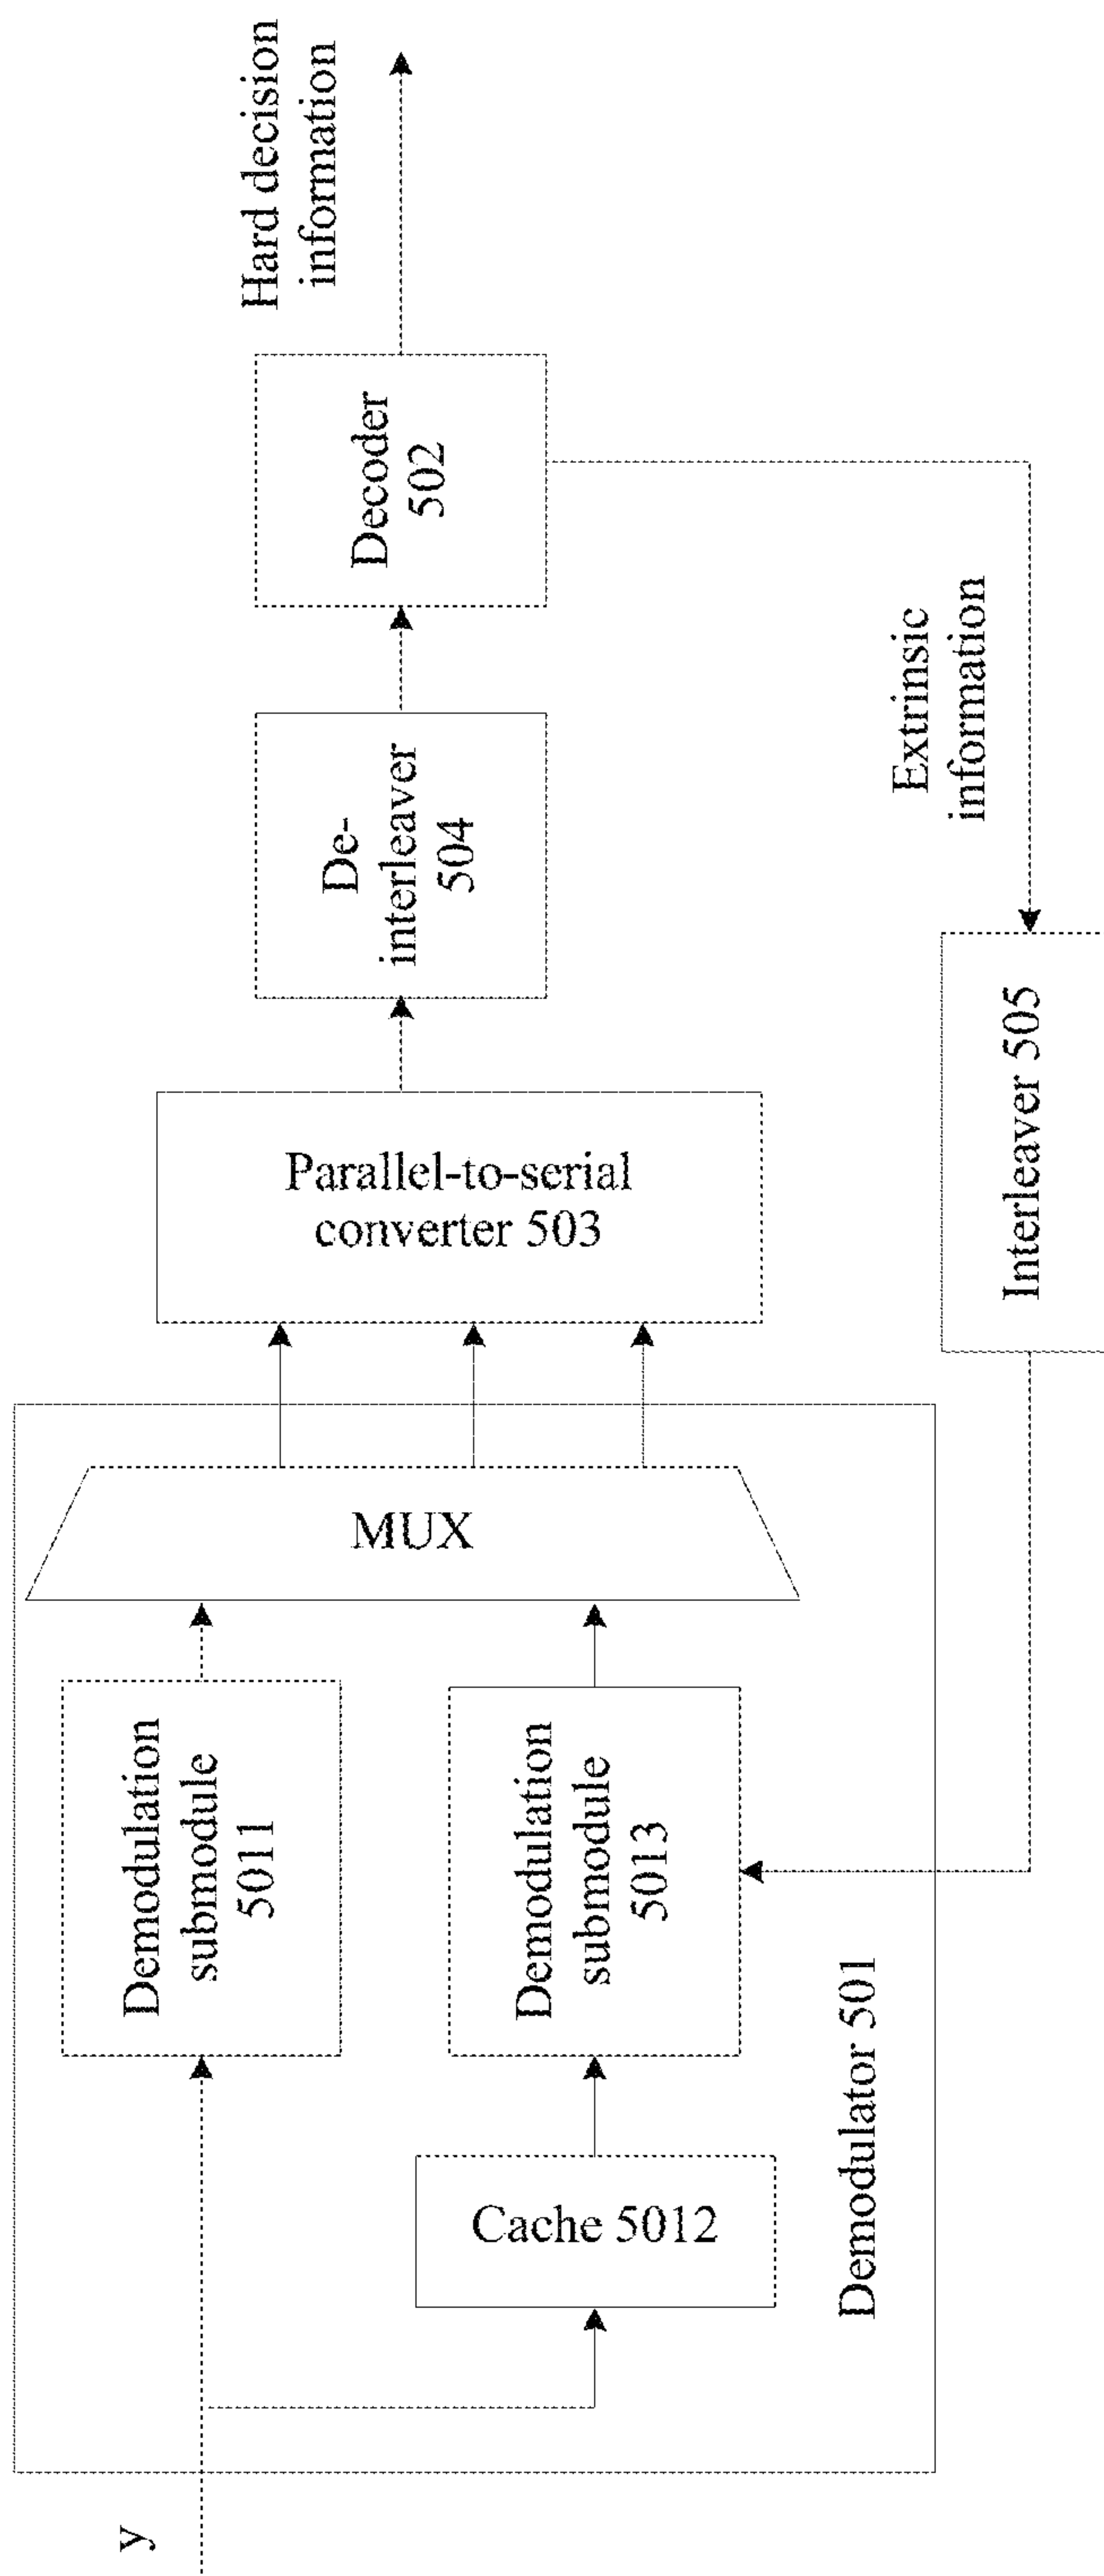 y
Demodulation
submodule
5011
Cache 5012
Demodulation
submodule
5013
Demodulator 501
MUX
Parallel-to-serial
converter 503
De-
interleaver
504
Decoder
502
Hard decision
information
Extrinsic
information
Interleaver 505